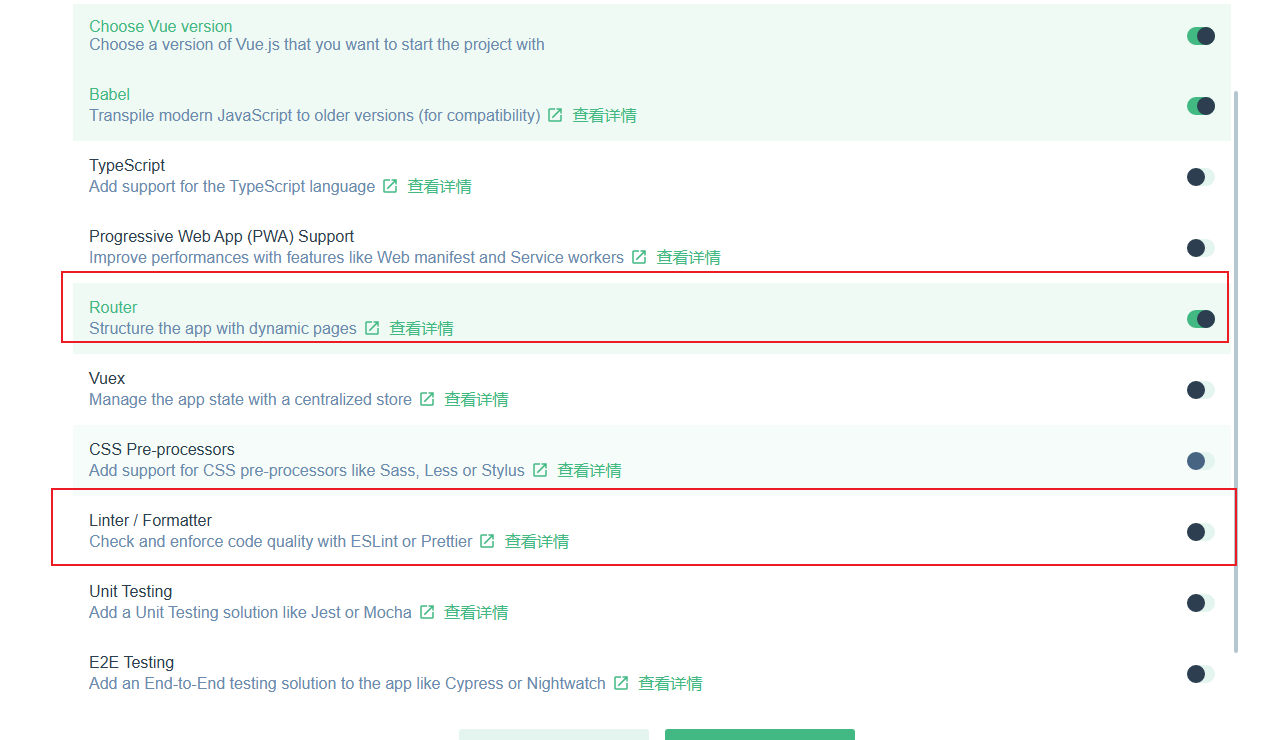 Choose Vue version
Choose a version of Vue.js that you want to start the project with
Babel
Transpile modern JavaScript to older versions (for compatibility) 查看详情
TypeScript
Add support for the TypeScript language 查看详情
Progressive Web App (PWA) Support
Improve performances with features like Web manifest and Service workers 查看详情
Router
Structure the app with dynamic pages 查看详情
Vuex
Manage the app state with a centralized store 查看详情
CSS Pre-processors
Add support for CSS pre-processors like Sass, Less or Stylus 查看详情
Linter / Formatter
Check and enforce code quality with ESLint or Prettier 查看详情
Unit Testing
Add a Unit Testing solution like Jest or Mocha 查看详情
E2E Testing
Add an End-to-End testing solution to the app like Cypress or Nightwatch 查看详情